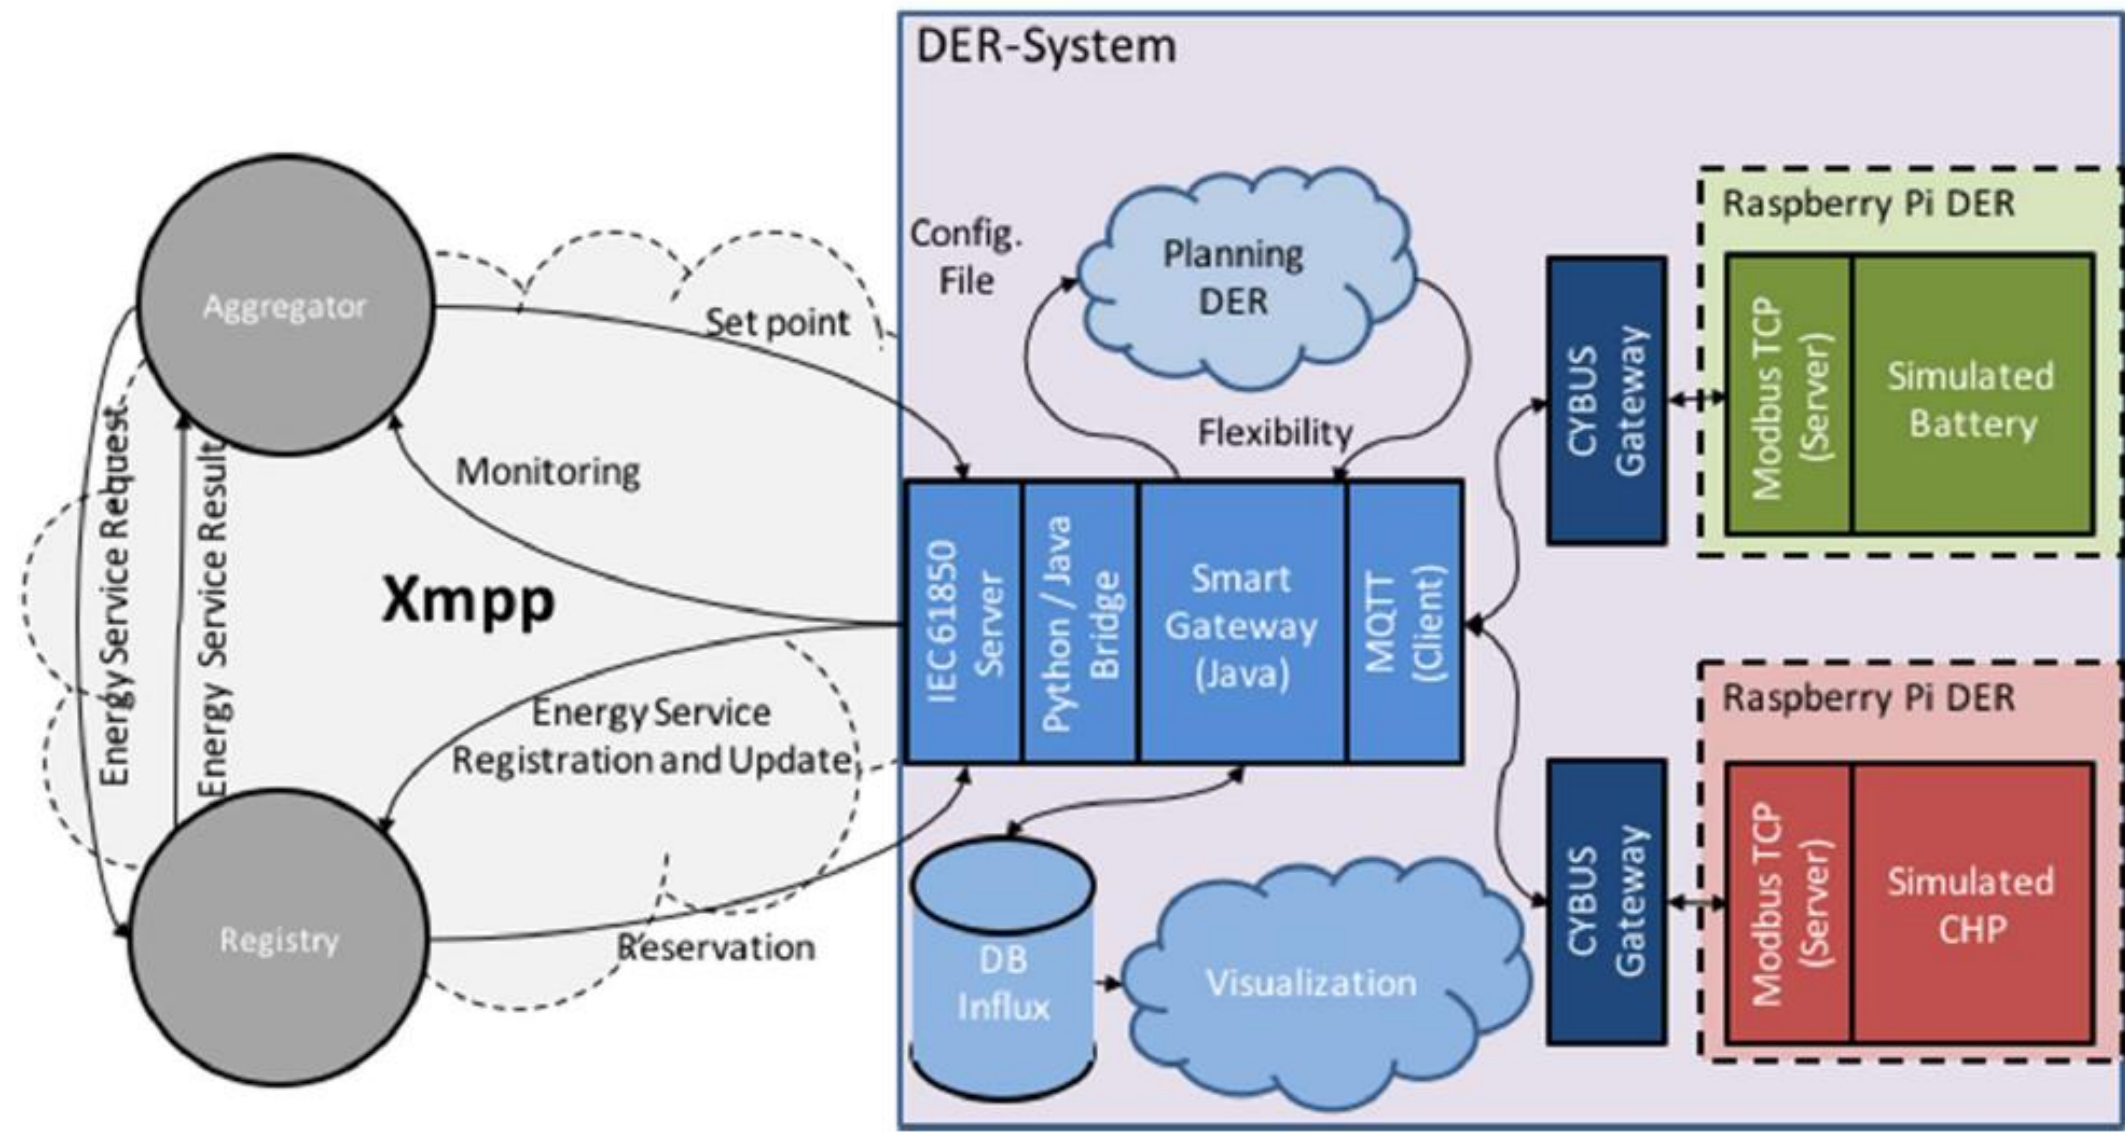 DER-System
Aggregator
Config.
File
Planning
DER
Set point
Flexibility
Monitoring
Xmpp
Energy Service Request
Energy Service Result
Energy Service
Registration and Update
Registry
Reservation
IEC61850
Server
Python / Java
Bridge
Smart
Gateway
(Java)
MQTT
(Client)
DB
Influx
Visualization
CYBUS
Gateway
Raspberry Pi DER
Modbus TCP
(Server)
Simulated
Battery
CYBUS
Gateway
Raspberry Pi DER
Modbus TCP
(Server)
Simulated
CHP